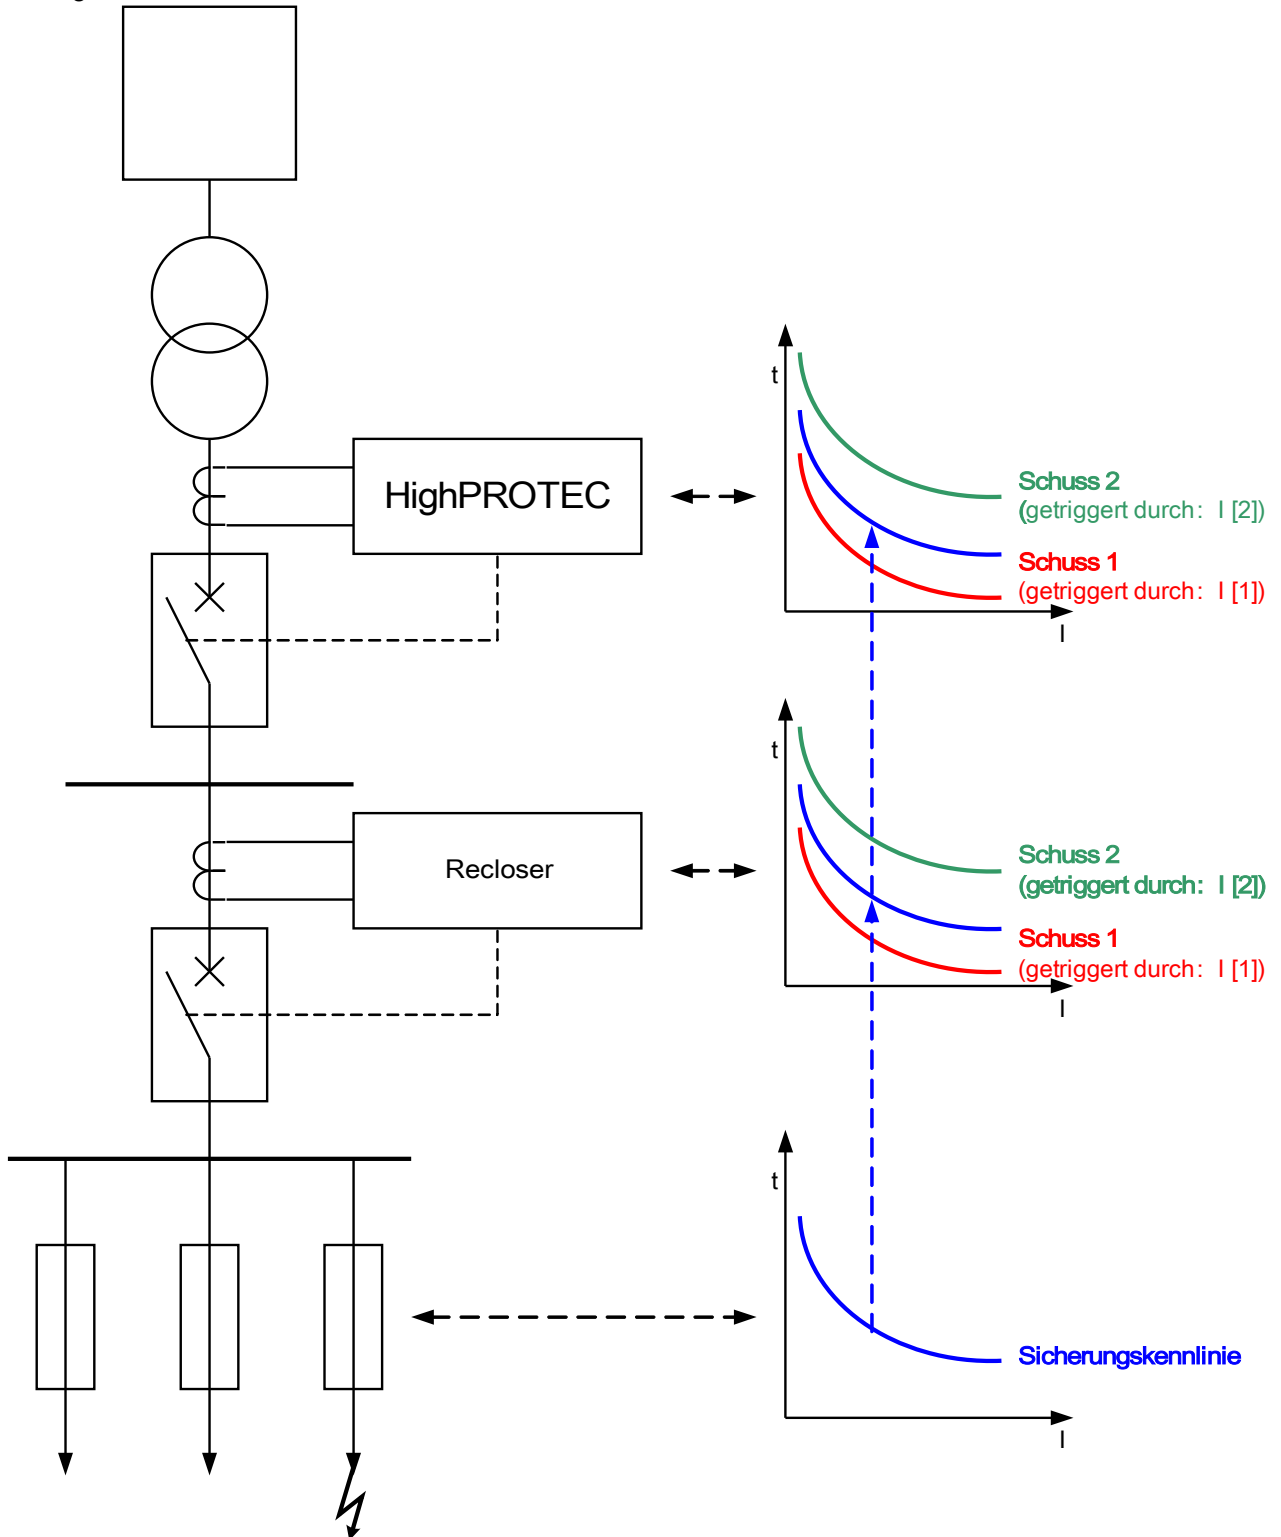 t
HighPROTEC
Schuss 2
(getriggert durch: I [2])
Schuss 1
(getriggert durch: I [1])
I
t
Recloser
Schuss 2
(getriggert durch: I [2])
Schuss 1
(getriggert durch: I [1])
I
t
Sicherungskennlinie
I